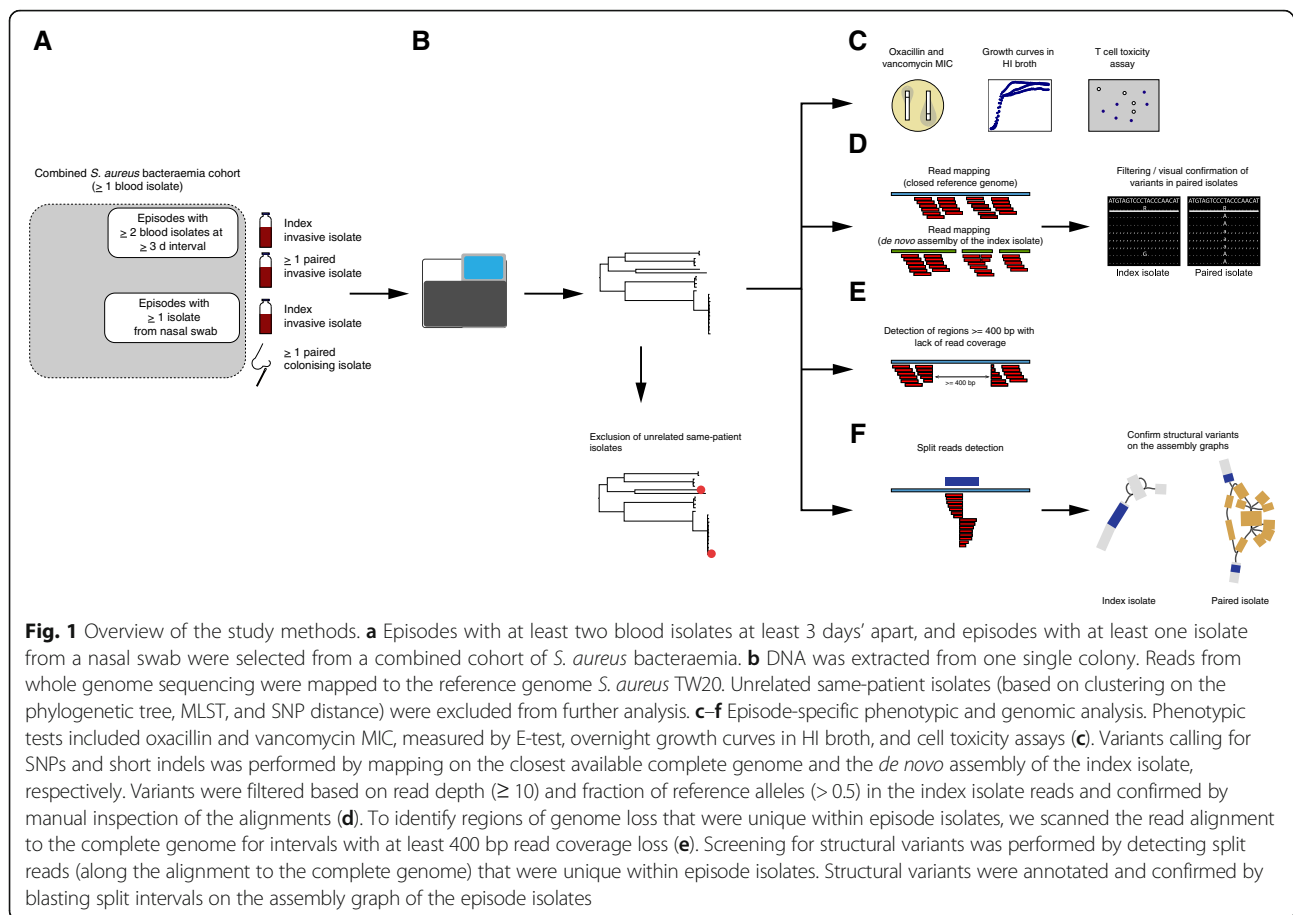 A
B
C
Oxacillin and
vancomycin MIC
Growth curves in
HI broth
T cell toxicity
assay
Combined S. aureus bacteraemia cohort
(≥ 1 blood isolate)
Episodes with
≥ 2 blood isolates at
≥ 3 d interval
Index
invasive isolate
≥ 1 paired
invasive isolate
Episodes with
≥ 1 isolate
from nasal swab
Index
invasive isolate
≥ 1 paired
colonising isolate
Exclusion of unrelated same-patient
isolates
D
Read mapping
(closed reference genome)
Read mapping
(de novo assemlby of the index isolate)
Filtering / visual confirmation of
variants in paired isolates
ATGTAGTCCCTACCCAACAT
R
G
Index isolate
ATGTAGTCCCTACCCAACAT
R
A
A
a
a
a
A
A
Paired isolate
E
Detection of regions >= 400 bp with
lack of read coverage
>= 400 bp
F
Split reads detection
Confirm structural variants
on the assembly graphs
Index isolate
Paired isolate
Fig. 1 Overview of the study methods. a Episodes with at least two blood isolates at least 3 days’ apart, and episodes with at least one isolate
from a nasal swab were selected from a combined cohort of S. aureus bacteraemia. b DNA was extracted from one single colony. Reads from
whole genome sequencing were mapped to the reference genome S. aureus TW20. Unrelated same-patient isolates (based on clustering on the
phylogenetic tree, MLST, and SNP distance) were excluded from further analysis. c–f Episode-specific phenotypic and genomic analysis. Phenotypic
tests included oxacillin and vancomycin MIC, measured by E-test, overnight growth curves in HI broth, and cell toxicity assays (c). Variants calling for
SNPs and short indels was performed by mapping on the closest available complete genome and the de novo assembly of the index isolate,
respectively. Variants were filtered based on read depth (≥ 10) and fraction of reference alleles (> 0.5) in the index isolate reads and confirmed by
manual inspection of the alignments (d). To identify regions of genome loss that were unique within episode isolates, we scanned the read alignment
to the complete genome for intervals with at least 400 bp read coverage loss (e). Screening for structural variants was performed by detecting split
reads (along the alignment to the complete genome) that were unique within episode isolates. Structural variants were annotated and confirmed by
blasting split intervals on the assembly graph of the episode isolates